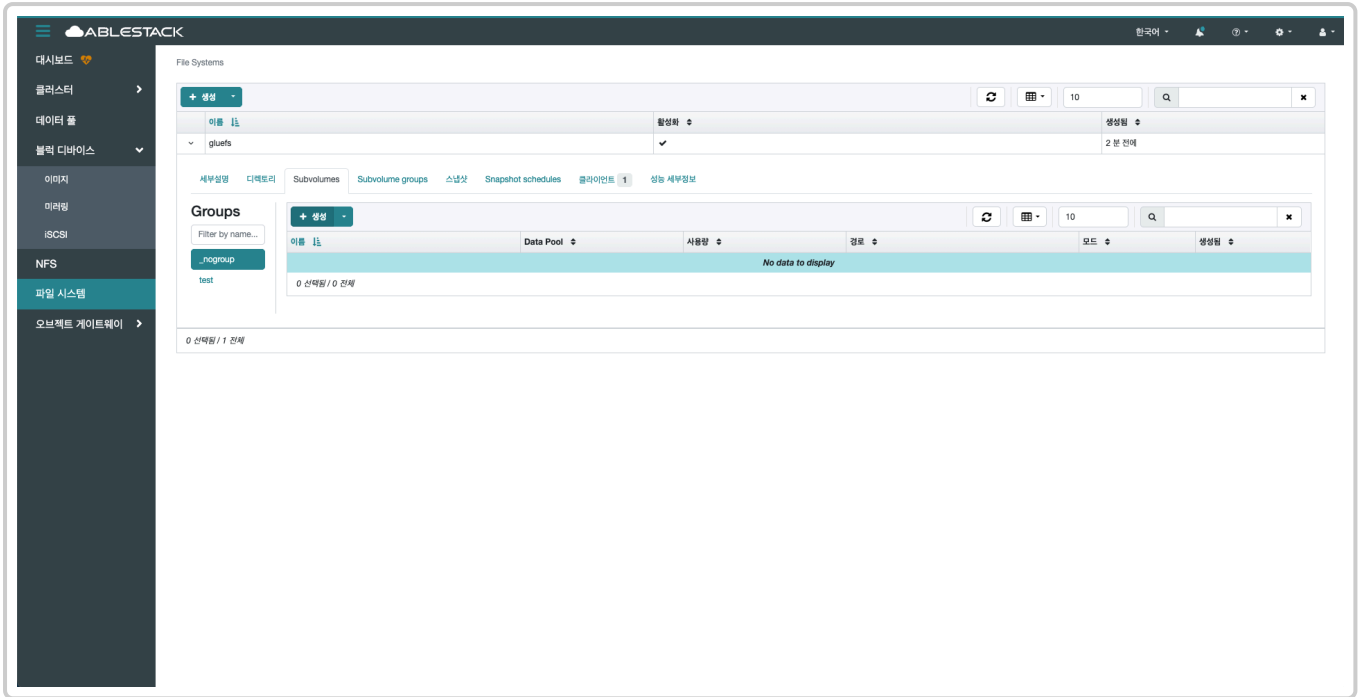 ABLESTACK 한국어
대시보드
클러스터
데이터 풀
블럭 디바이스
이미지
미러링
iSCSI
NFS
파일 시스템
오브젝트 게이트웨이
File Systems
+ 생성 10
이름 활성화 생성됨
gluefs 2 분 전에
세부설명 디렉토리 Subvolumes Subvolume groups 스냅샷 Snapshot schedules 클라이언트 1 성능 세부정보
Groups
Filter by name...
_nogroup
test
+ 생성 10
이름 Data Pool 사용량 경로 모드 생성됨
No data to display
0 선택됨 / 0 전체
0 선택됨 / 1 전체